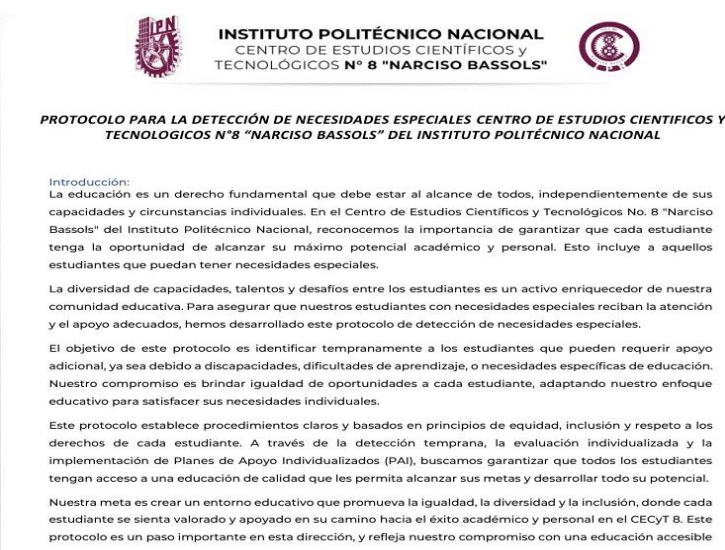 IPN
INSTITUTO POLITÉCNICO NACIONAL
CENTRO DE ESTUDIOS CIENTÍFICOS y
TECNOLÓGICOS N° 8 "NARCISO BASSOLS"
PROTOCOLO PARA LA DETECCIÓN DE NECESIDADES ESPECIALES CENTRO DE ESTUDIOS CIENTIFICOS Y
TECNOLOGICOS N°8 “NARCISO BASSOLS” DEL INSTITUTO POLITÉCNICO NACIONAL
Introducción:
La educación es un derecho fundamental que debe estar al alcance de todos, independientemente de sus
capacidades y circunstancias individuales. En el Centro de Estudios Científicos y Tecnológicos No. 8 "Narciso
Bassols" del Instituto Politécnico Nacional, reconocemos la importancia de garantizar que cada estudiante
tenga la oportunidad de alcanzar su máximo potencial académico y personal. Esto incluye a aquellos
estudiantes que puedan tener necesidades especiales.
La diversidad de capacidades, talentos y desafíos entre los estudiantes es un activo enriquecedor de nuestra
comunidad educativa. Para asegurar que nuestros estudiantes con necesidades especiales reciban la atención
y el apoyo adecuados, hemos desarrollado este protocolo de detección de necesidades especiales.
El objetivo de este protocolo es identificar tempranamente a los estudiantes que pueden requerir apoyo
adicional, ya sea debido a discapacidades, dificultades de aprendizaje, o necesidades específicas de educación.
Nuestro compromiso es brindar igualdad de oportunidades a cada estudiante, adaptando nuestro enfoque
educativo para satisfacer sus necesidades individuales.
Este protocolo establece procedimientos claros y basados en principios de equidad, inclusión y respeto a los
derechos de cada estudiante. A través de la detección temprana, la evaluación individualizada y la
implementación de Planes de Apoyo Individualizados (PAI), buscamos garantizar que todos los estudiantes
tengan acceso a una educación de calidad que les permita alcanzar sus metas y desarrollar todo su potencial.
Nuestra meta es crear un entorno educativo que promueva la igualdad, la diversidad y la inclusión, donde cada
estudiante se sienta valorado y apoyado en su camino hacia el éxito académico y personal en el CECyT 8. Este
protocolo es un paso importante en esta dirección, y refleja nuestro compromiso con una educación accesible